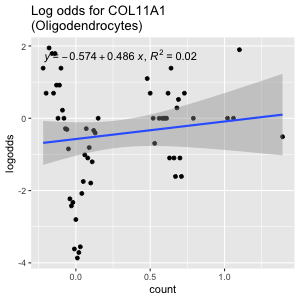 Log odds for COL11A1
(Oligodendrocytes)
y = − 0.574 + 0.486 x, R² = 0.02
2
0
-2
-4
logodds
0.0 0.5 1.0
count